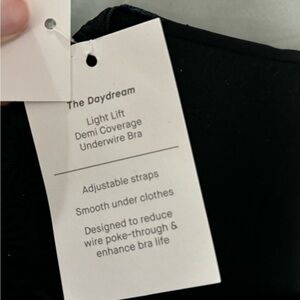 The Daydream
Light Lift
Demi Coverage
Underwire Bra
Adjustable straps
Smooth under clothes
Designed to reduce
wire poke-through &
enhance bra life